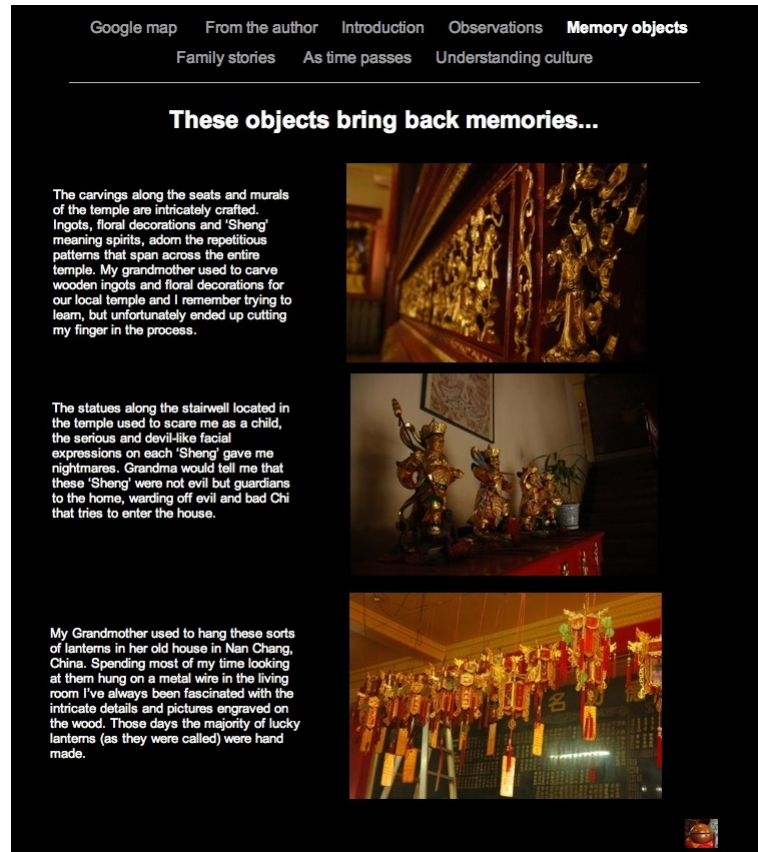 Google map From the author Introduction Observations Memory objects
Family stories As time passes Understanding culture
These objects bring back memories...
The carvings along the seats and murals
of the temple are intricately crafted.
Ingots, floral decorations and ‘Sheng’
meaning spirits, adorn the repetitious
patterns that span across the entire
temple. My grandmother used to carve
wooden ingots and floral decorations for
our local temple and I remember trying to
learn, but unfortunately ended up cutting
my finger in the process.
The statues along the stairwell located in
the temple used to scare me as a child,
the serious and devil-like facial
expressions on each ‘Sheng’ gave me
nightmares. Grandma would tell me that
these ‘Sheng’ were not evil but guardians
to the home, warding off evil and bad Chi
that tries to enter the house.
My Grandmother used to hang these sorts
of lanterns in her old house in Nan Chang,
China. Spending most of my time looking
at them hung on a metal wire in the living
room I’ve always been fascinated with the
intricate details and pictures engraved on
the wood. Those days the majority of lucky
lanterns (as they were called) were hand
made.